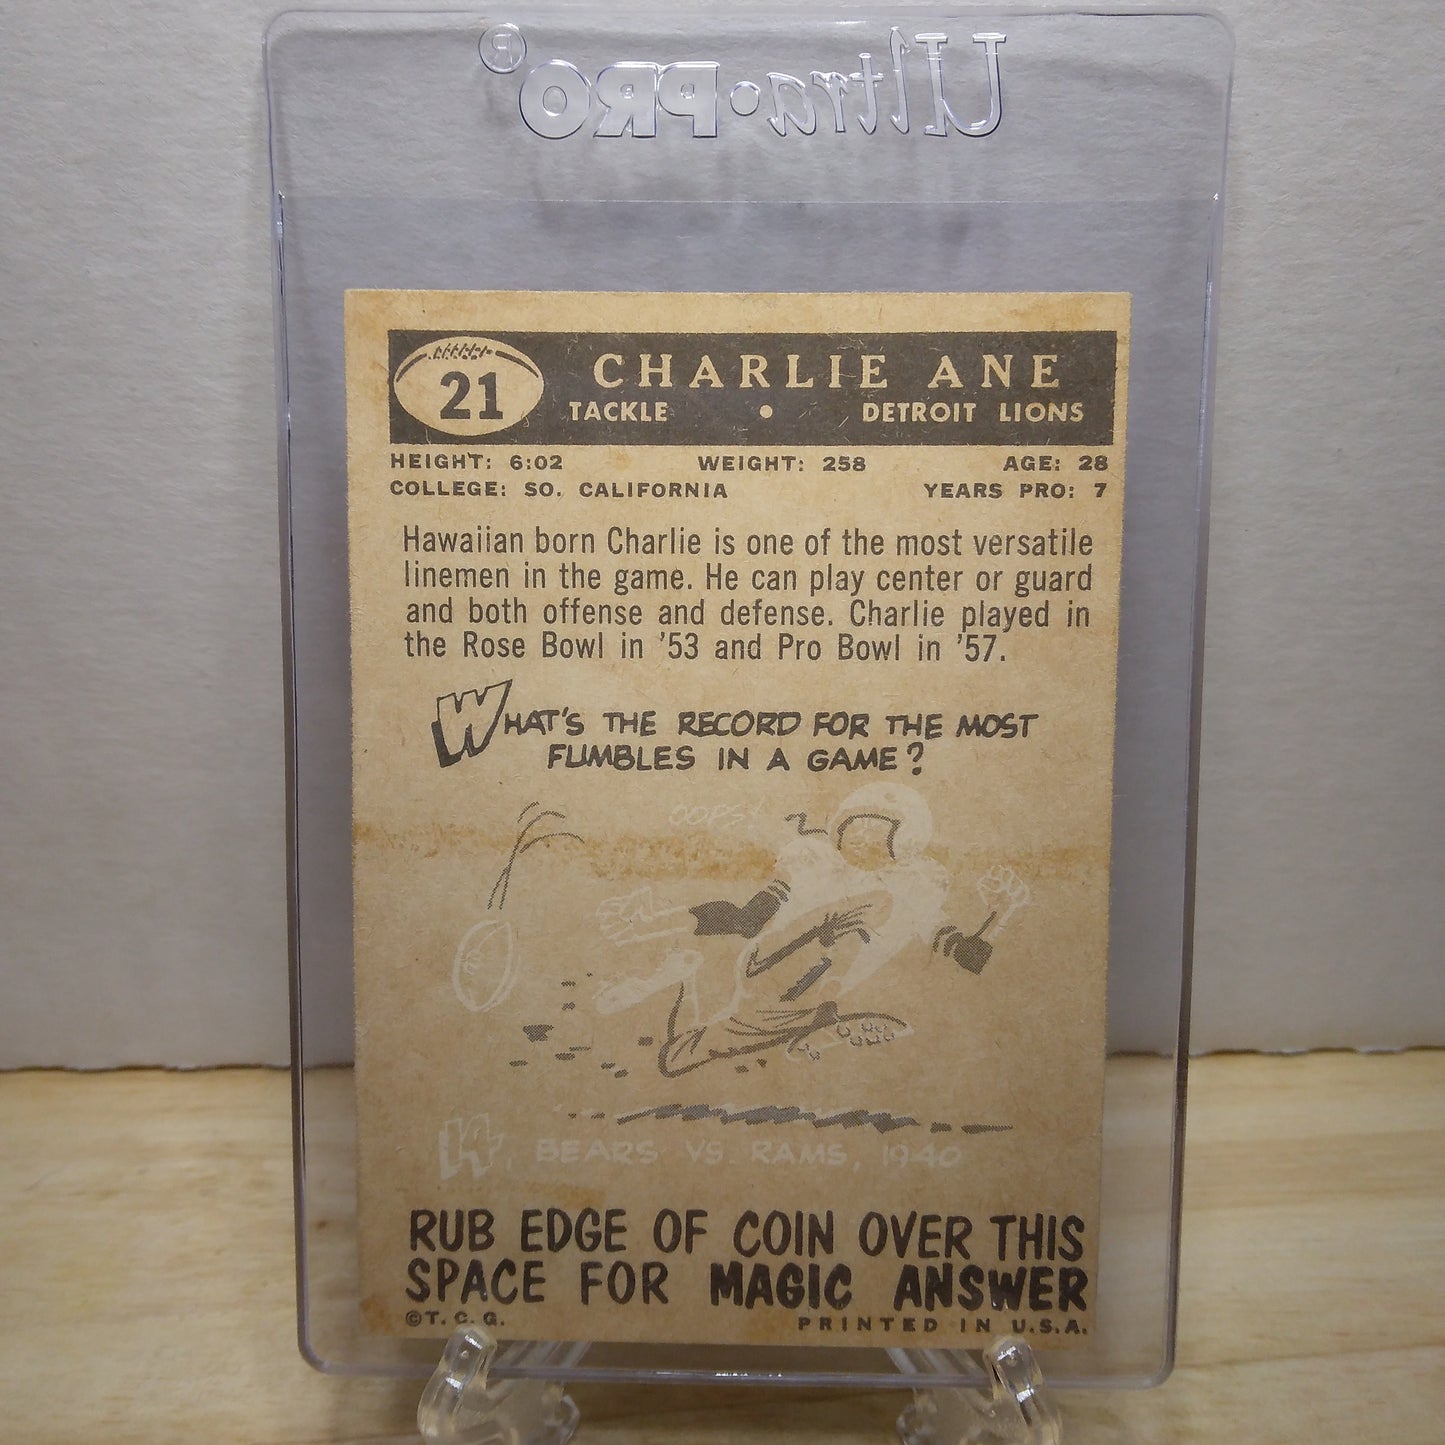 Ultra•PRO®
21
CHARLIE ANE
TACKLE • DETROIT LIONS
HEIGHT: 6:02 WEIGHT: 258 AGE: 28
COLLEGE: SO. CALIFORNIA YEARS PRO: 7
Hawaiian born Charlie is one of the most versatile
linemen in the game. He can play center or guard
and both offense and defense. Charlie played in
the Rose Bowl in '53 and Pro Bowl in '57.
WHAT'S THE RECORD FOR THE MOST
FUMBLES IN A GAME?
OOPS!
14, BEARS VS. RAMS, 1940
RUB EDGE OF COIN OVER THIS
SPACE FOR MAGIC ANSWER
©T. C. G. PRINTED IN U.S.A.